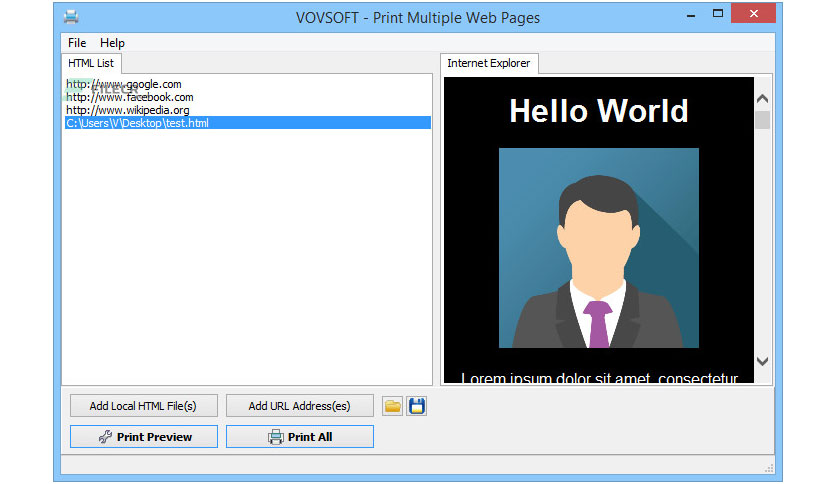 VOVSOFT - Print Multiple Web Pages
File Help
HTML List
Internet Explorer
http://www.google.com
FILECR
http://www.facebook.com
http://www.wikipedia.org
C:\Users\V\Desktop\test.html
Hello World
Lorem ipsum dolor sit amet, consectetur
Add Local HTML File(s)
Add URL Address(es)
Print Preview
Print All